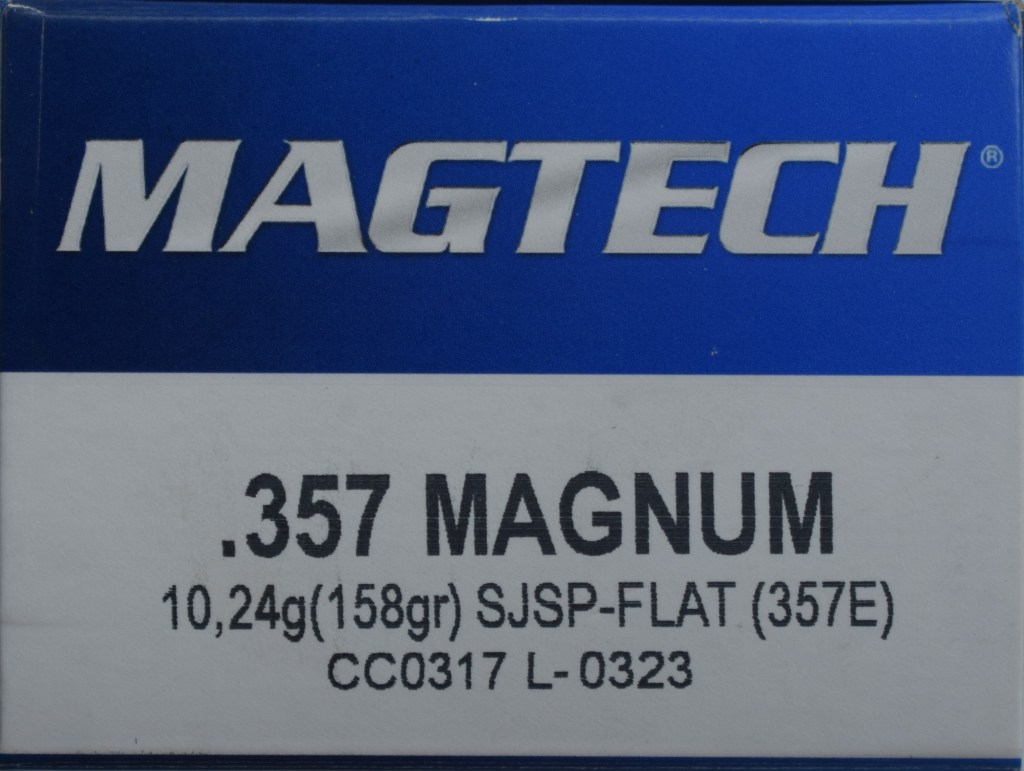 MAGTECH®
.357 MAGNUM
10,24g(158gr) SJSP-FLAT (357E)
CC0317 L-0323